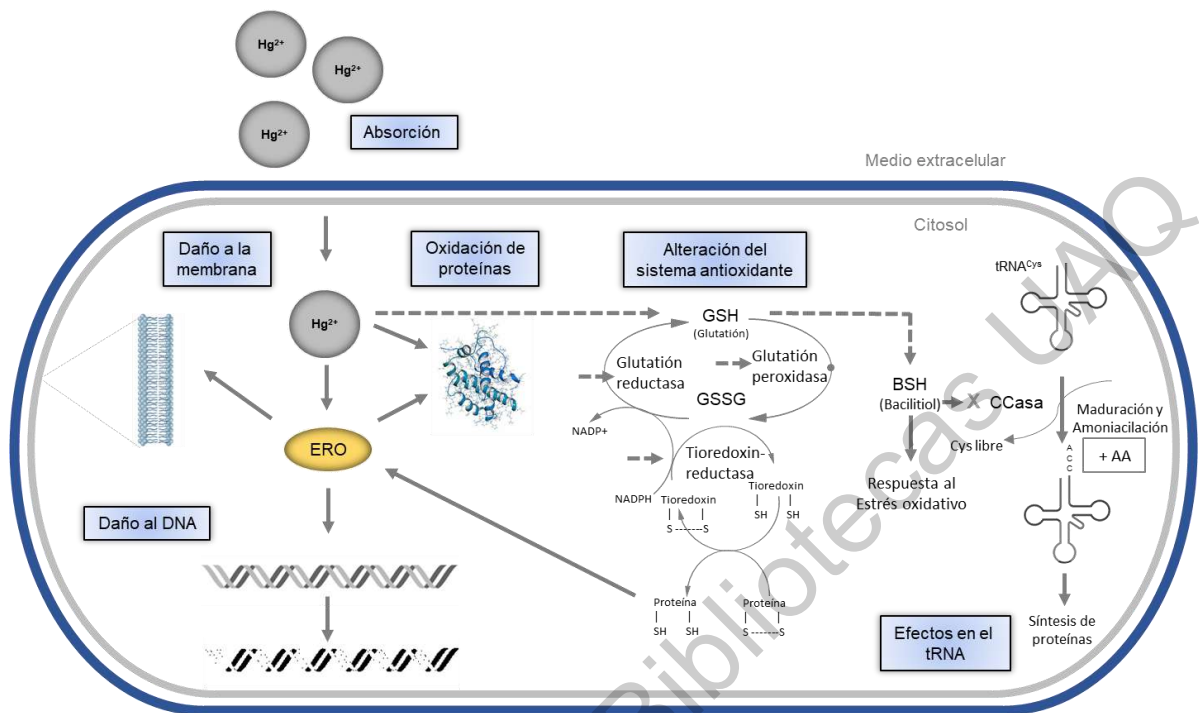 Hg2+
Hg2+
Hg2+
Absorción
Medio extracelular
Citosol
Daño a la
membrana
Oxidación de
proteínas
Alteración del
sistema antioxidante
tRNACys
Hg2+
GSH
(Glutatión)
Glutatión
reductasa
Glutatión
peroxidasa
GSSG
BSH
(Bacilitiol)
X
CCasa
NADP+
Maduración y
Amoniacilación
Cys libre
+ AA
A
C
C
ERO
Tioredoxin-
reductasa
NADPH
Tioredoxin
S -------S
Tioredoxin
SH SH
Respuesta al
Estrés oxidativo
Daño al DNA
Proteína
SH SH
Proteína
S -------S
Efectos en el
tRNA
Síntesis de
proteínas
Bibliotecas UAQ